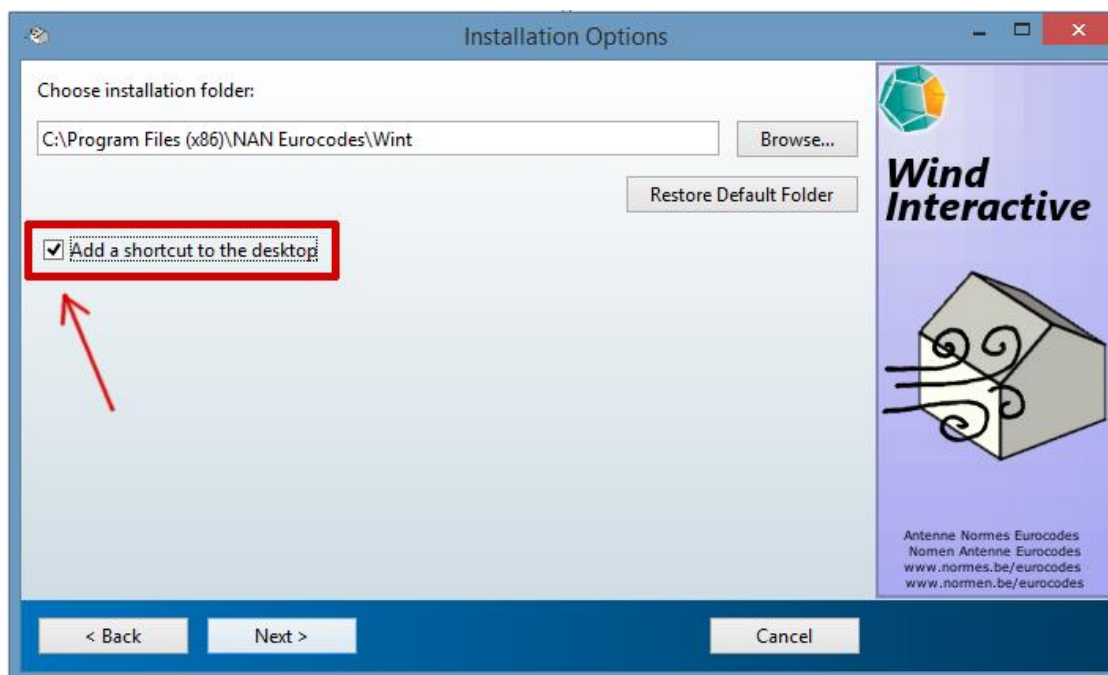 Installation Options
Choose installation folder:
C:\Program Files (x86)\NAN Eurocodes\Wint
Browse...
Restore Default Folder
Add a shortcut to the desktop
Wind
Interactive
Antenne Normes Eurocodes
Nomen Antenne Eurocodes
www.normes.be/eurocodes
www.normen.be/eurocodes
< Back
Next >
Cancel